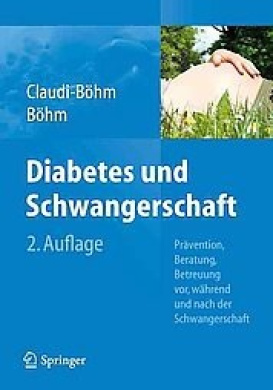 Claudi-Böhm
Böhm
Diabetes und
Schwangerschaft
2. Auflage
Prävention,
Beratung,
Betreuung
vor, während
und nach der
Schwangerschaft
Springer